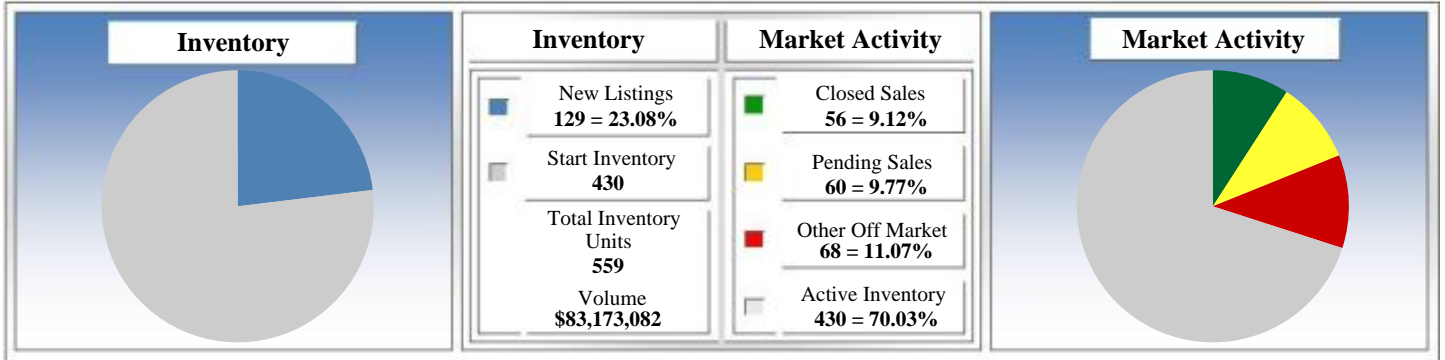 Inventory
Inventory
Market Activity
New Listings
129 = 23.08%
Start Inventory
430
Total Inventory
Units
559
Volume
$83,173,082
Closed Sales
56 = 9.12%
Pending Sales
60 = 9.77%
Other Off Market
68 = 11.07%
Active Inventory
430 = 70.03%
Market Activity